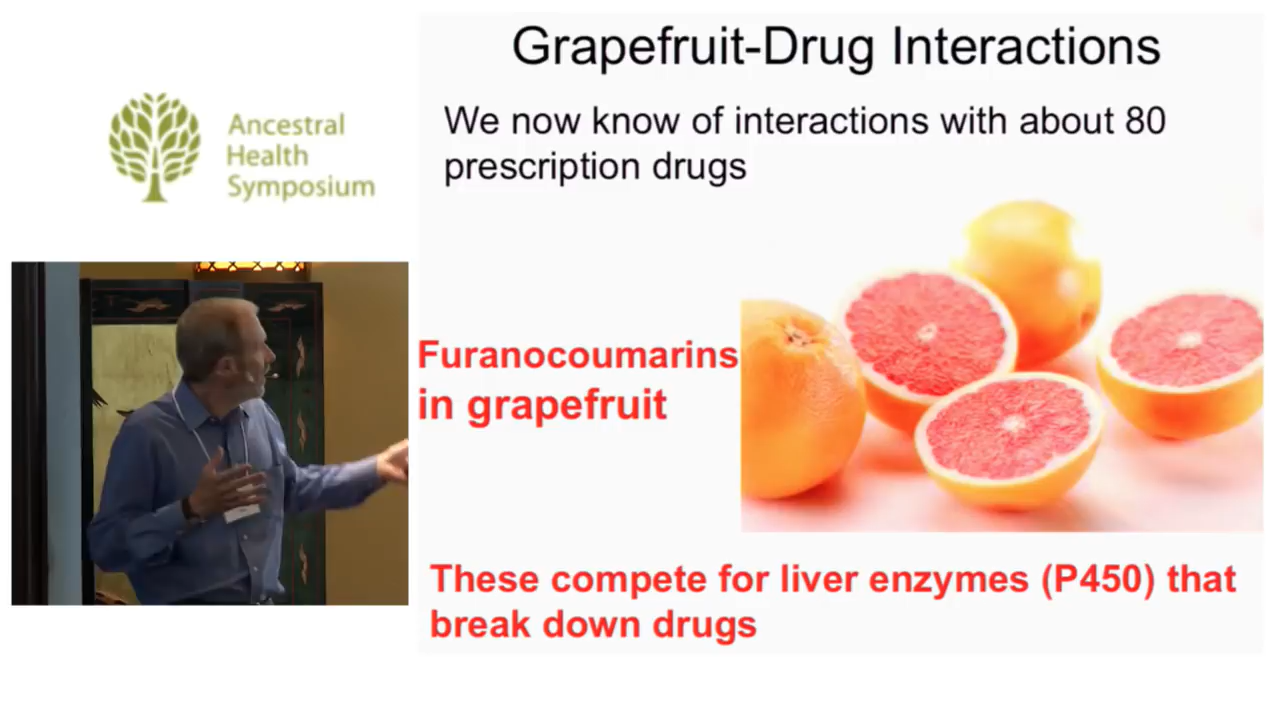 Ancestral
Health
Symposium
Grapefruit-Drug Interactions
We now know of interactions with about 80
prescription drugs
Furanocoumarins
in grapefruit
These compete for liver enzymes (P450) that
break down drugs